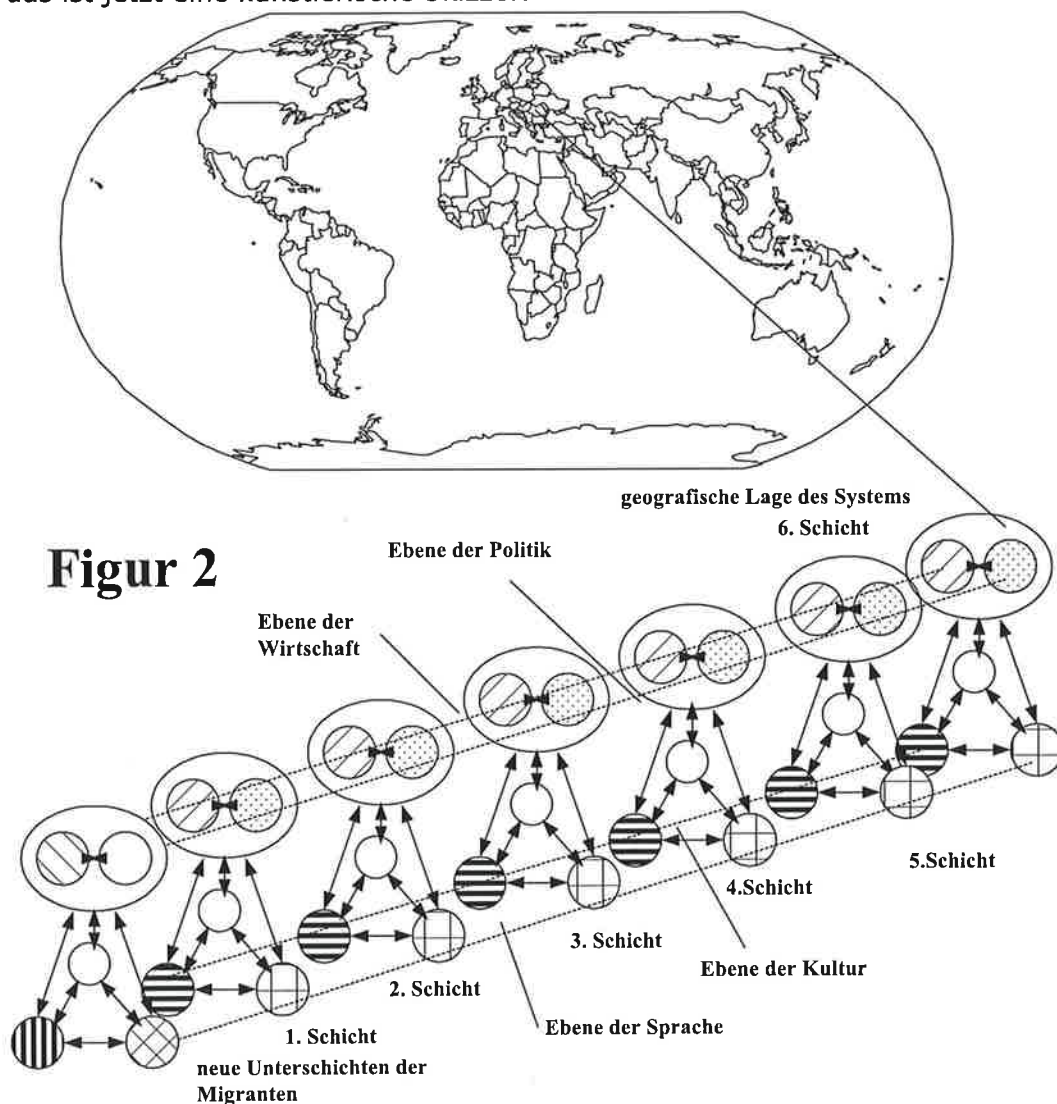 das ist jetzt eine künstlerische Skizze.
geografische Lage des Systems
6. Schicht
Figur 2
Ebene der Politik
Ebene der
Wirtschaft
5.Schicht
4.Schicht
3. Schicht
Ebene der Kultur
2. Schicht
Ebene der Sprache
1. Schicht
neue Unterschichten der
Migranten